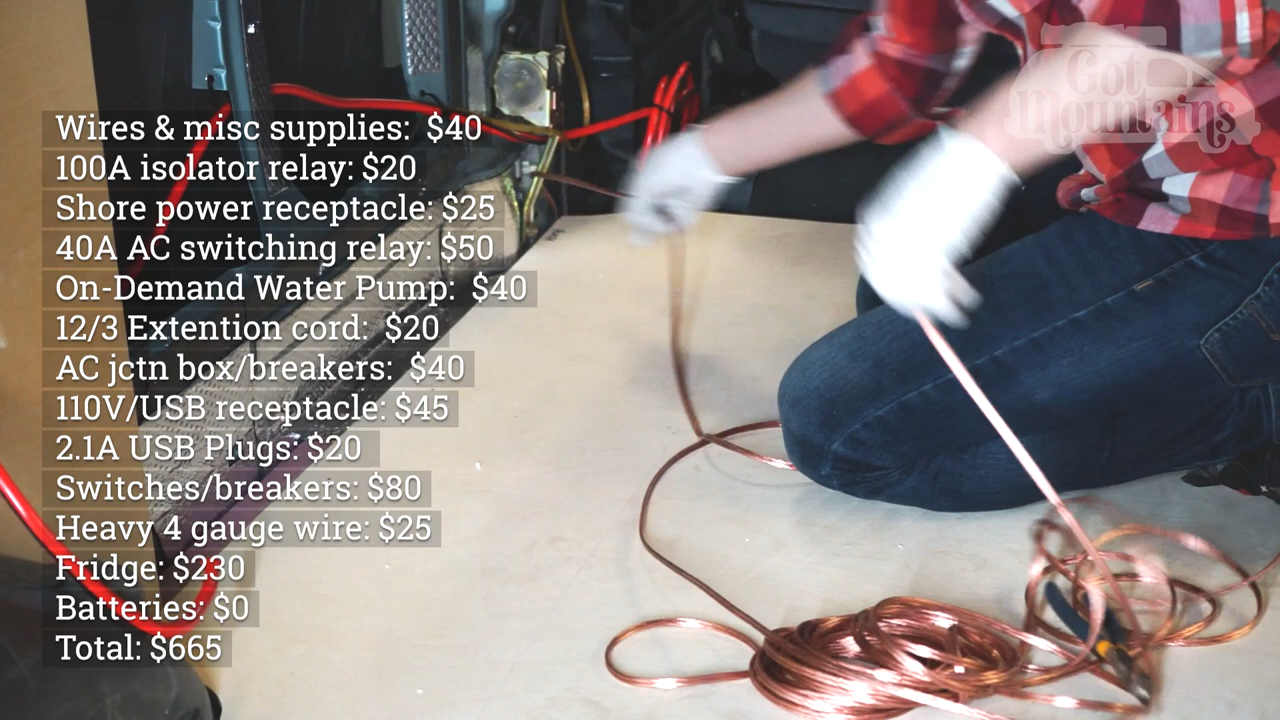 Got
Mountains
Wires & misc supplies: $40
100A isolator relay: $20
Shore power receptacle: $25
40A AC switching relay: $50
On-Demand Water Pump: $40
12/3 Extention cord: $20
AC jctn box/breakers: $40
110V/USB receptacle: $45
2.1A USB Plugs: $20
Switches/breakers: $80
Heavy 4 gauge wire: $25
Fridge: $230
Batteries: $0
Total: $665